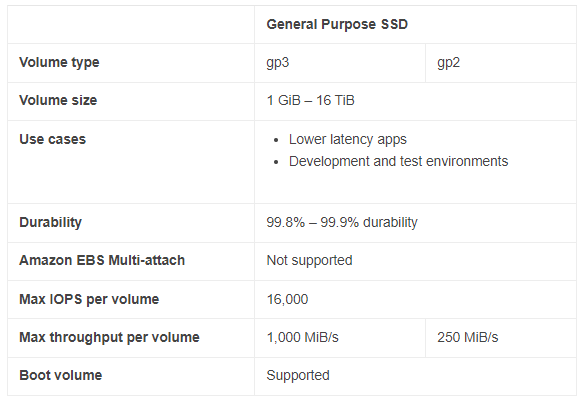 General Purpose SSD
Volume type gp3 gp2
Volume size 1 GiB – 16 TiB
Use cases • Lower latency apps
• Development and test environments
Durability 99.8% – 99.9% durability
Amazon EBS Multi-attach Not supported
Max IOPS per volume 16,000
Max throughput per volume 1,000 MiB/s 250 MiB/s
Boot volume Supported